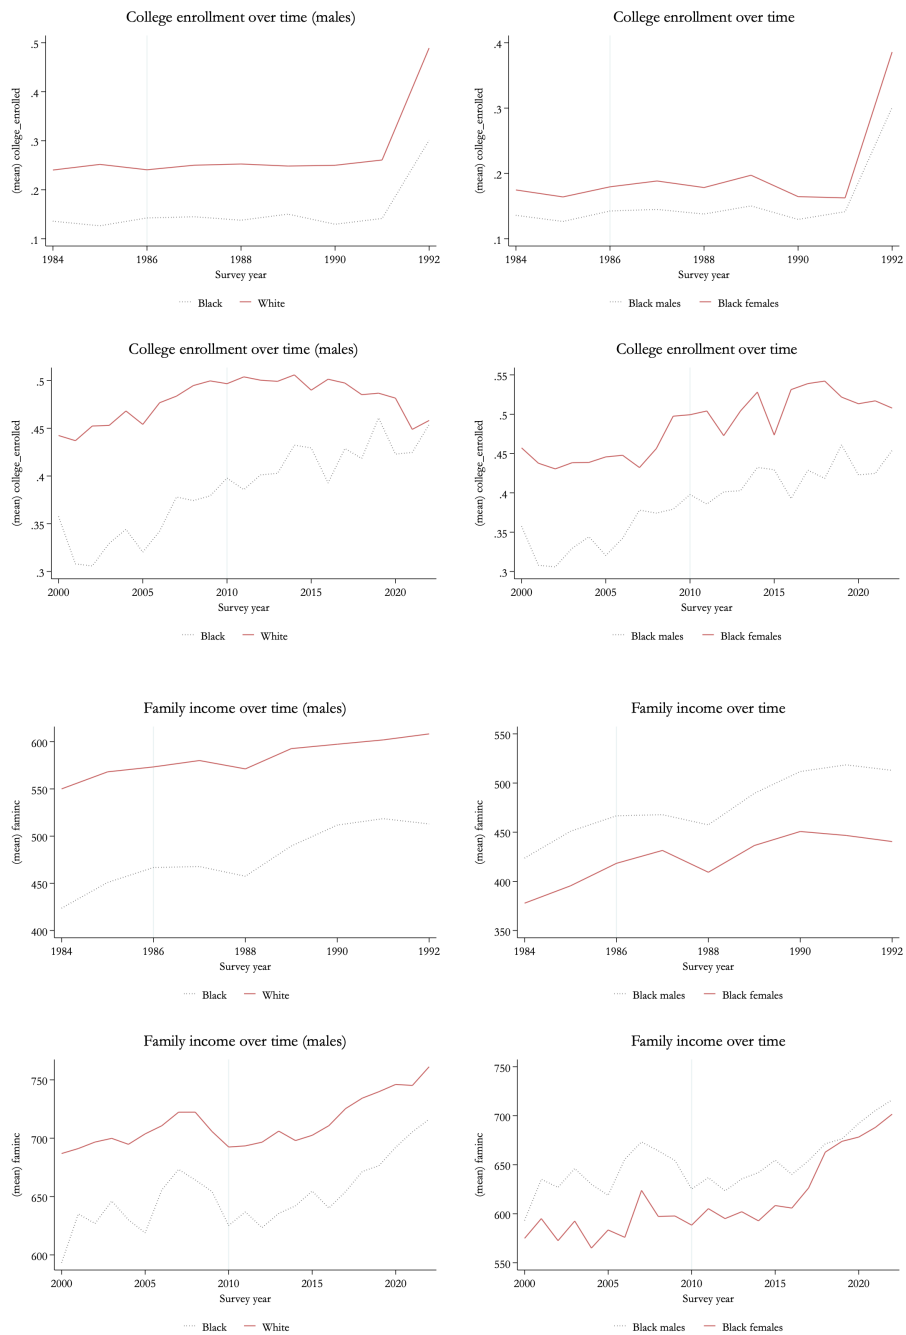 College enrollment over time (males)
(mean) college_enrolled
.5
.4
.3
.2
.1
1984 1986 1988 1990 1992
Survey year
Black White
College enrollment over time
(mean) college_enrolled
.4
.3
.2
.1
1984 1986 1988 1990 1992
Survey year
Black males Black females
College enrollment over time (males)
(mean) college_enrolled
.5
.45
.4
.35
.3
2000 2005 2010 2015 2020
Survey year
Black White
College enrollment over time
(mean) college_enrolled
.55
.5
.45
.4
.35
.3
2000 2005 2010 2015 2020
Survey year
Black males Black females
Family income over time (males)
(mean) faminc
600
550
500
450
400
1984 1986 1988 1990 1992
Survey year
Black White
Family income over time
(mean) faminc
550
500
450
400
350
1984 1986 1988 1990 1992
Survey year
Black males Black females
Family income over time (males)
(mean) faminc
750
700
650
600
2000 2005 2010 2015 2020
Survey year
Black White
Family income over time
(mean) faminc
750
700
650
600
550
2000 2005 2010 2015 2020
Survey year
Black males Black females